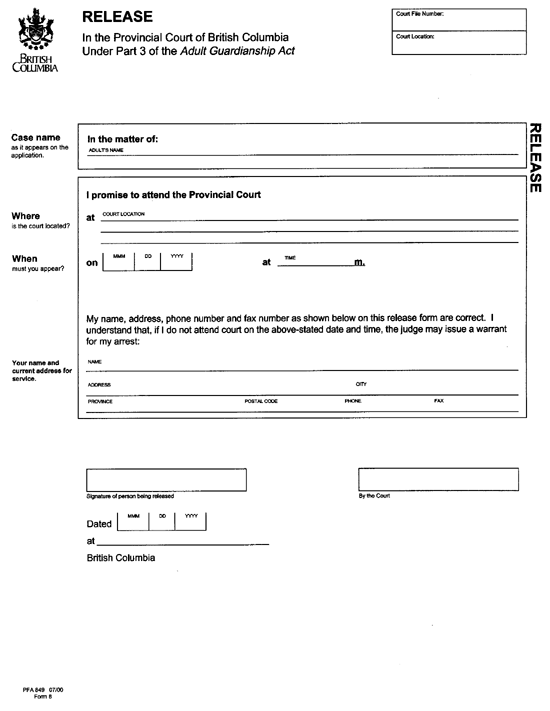 BRITISH
COLUMBIA
RELEASE
In the Provincial Court of British Columbia
Under Part 3 of the Adult Guardianship Act
Court File Number:
Court Location:
RELEASE
Case name
as it appears on the
application.
In the matter of:
ADULT'S NAME
I promise to attend the Provincial Court
Where
is the court located?
at COURT LOCATION
When
must you appear?
on MMM DD YYYY at TIME m.
My name, address, phone number and fax number as shown below on this release form are correct. I
understand that, if I do not attend court on the above-stated date and time, the judge may issue a warrant
for my arrest:
Your name and
current address for
service.
NAME
ADDRESS CITY
PROVINCE POSTAL CODE PHONE FAX
Signature of person being released
By the Court
Dated MMM DD YYYY
at
British Columbia
PFA 849 07/00
Form 8